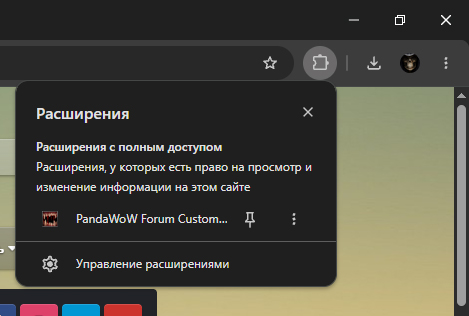 Расширения
Расширения с полным доступом
Расширения, у которых есть право на просмотр и
изменение информации на этом сайте
PandaWoW Forum Custom...
Управление расширениями